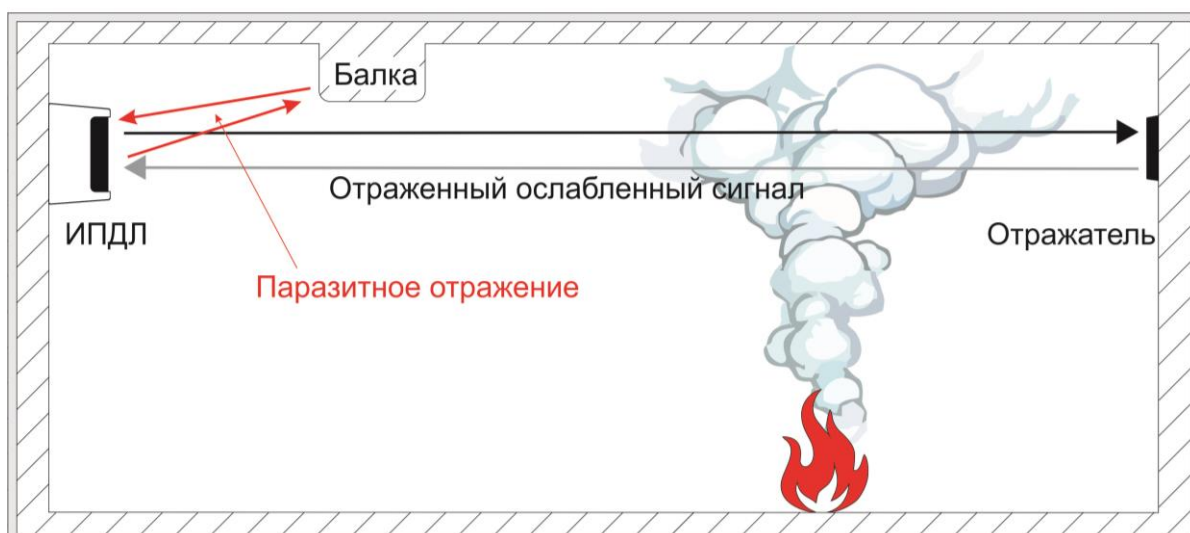 Балка
Отраженный ослабленный сигнал
ИПДЛ
Отражатель
Паразитное отражение